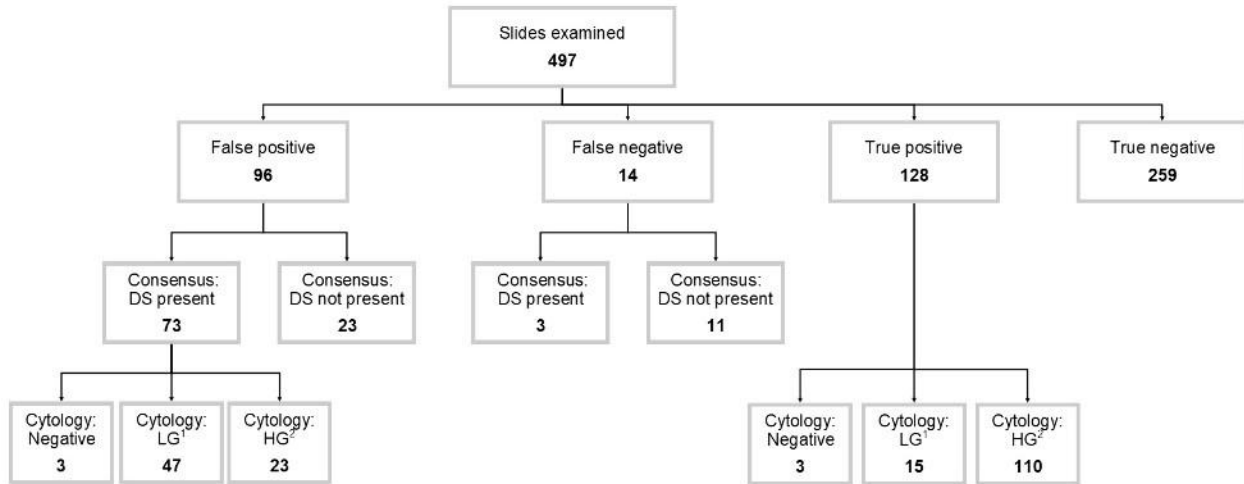 Slides examined
497
False positive
96
False negative
14
True positive
128
True negative
259
Consensus:
DS present
73
Consensus:
DS not present
23
Consensus:
DS present
3
Consensus:
DS not present
11
Cytology:
Negative
3
Cytology:
LG¹
47
Cytology:
HG²
23
Cytology:
Negative
3
Cytology:
LG¹
15
Cytology:
HG²
110